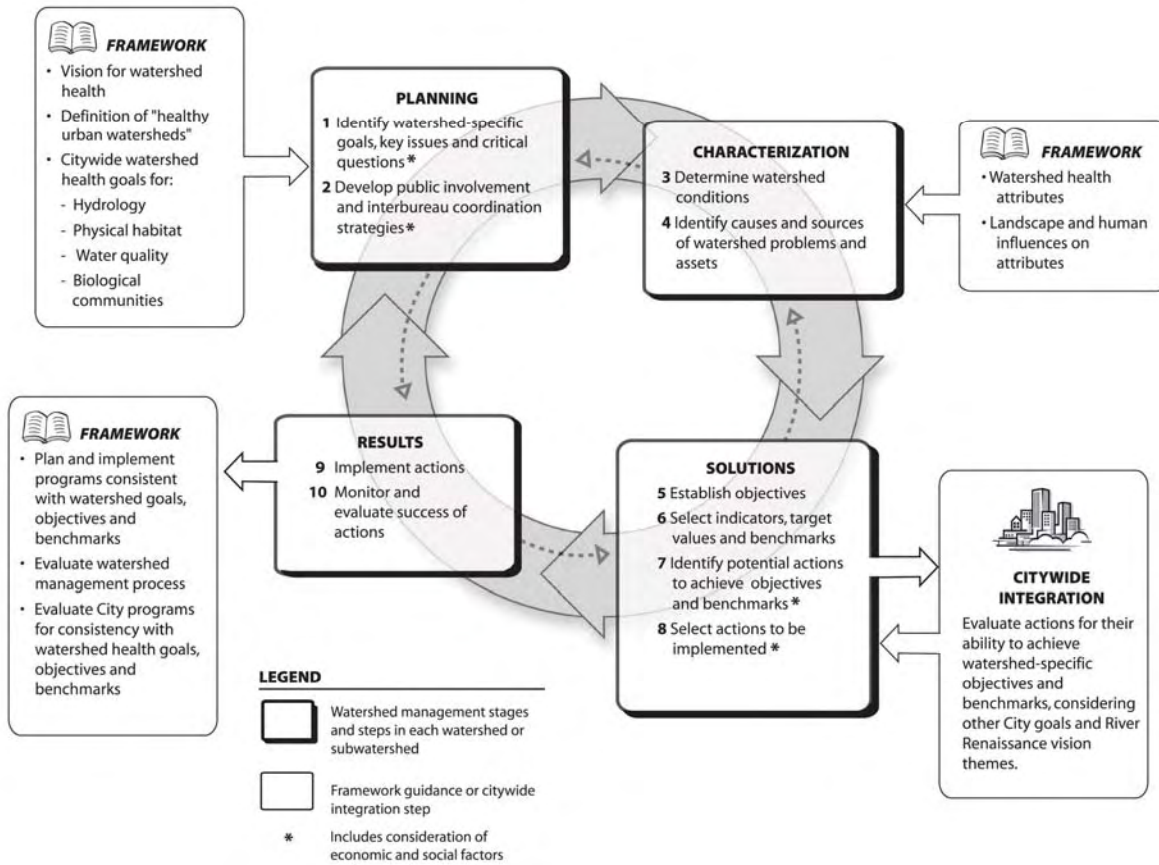 FRAMEWORK
• Vision for watershed
health
• Definition of "healthy
urban watersheds"
• Citywide watershed
health goals for:
- Hydrology
- Physical habitat
- Water quality
- Biological
communities
PLANNING
1 Identify watershed-specific
goals, key issues and critical
questions*
2 Develop public involvement
and interbureau coordination
strategies*
CHARACTERIZATION
3 Determine watershed
conditions
4 Identify causes and sources
of watershed problems and
assets
FRAMEWORK
• Watershed health
attributes
• Landscape and human
influences on
attributes
FRAMEWORK
• Plan and implement
programs consistent
with watershed goals,
objectives and
benchmarks
• Evaluate watershed
management process
• Evaluate City programs
for consistency with
watershed health goals,
objectives and
benchmarks
RESULTS
9 Implement actions
10 Monitor and
evaluate success of
actions
SOLUTIONS
5 Establish objectives
6 Select indicators, target
values and benchmarks
7 Identify potential actions
to achieve objectives
and benchmarks*
8 Select actions to be
implemented*
CITYWIDE
INTEGRATION
Evaluate actions for their
ability to achieve
watershed-specific
objectives and
benchmarks, considering
other City goals and River
Renaissance vision
themes.
LEGEND
Watershed management stages
and steps in each watershed or
subwatershed
Framework guidance or citywide
integration step
* Includes consideration of
economic and social factors